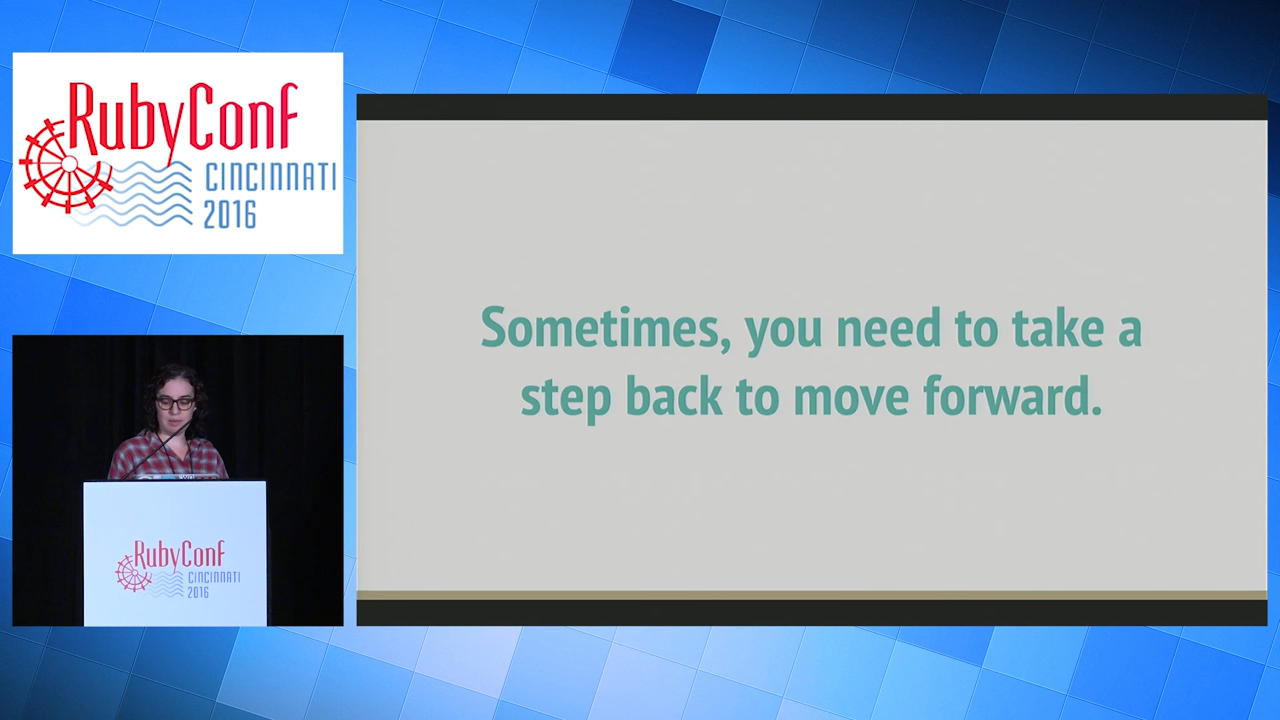 RubyConf
CINCINNATI
2016
Sometimes, you need to take a
step back to move forward.
RubyConf
CINCINNATI
2016